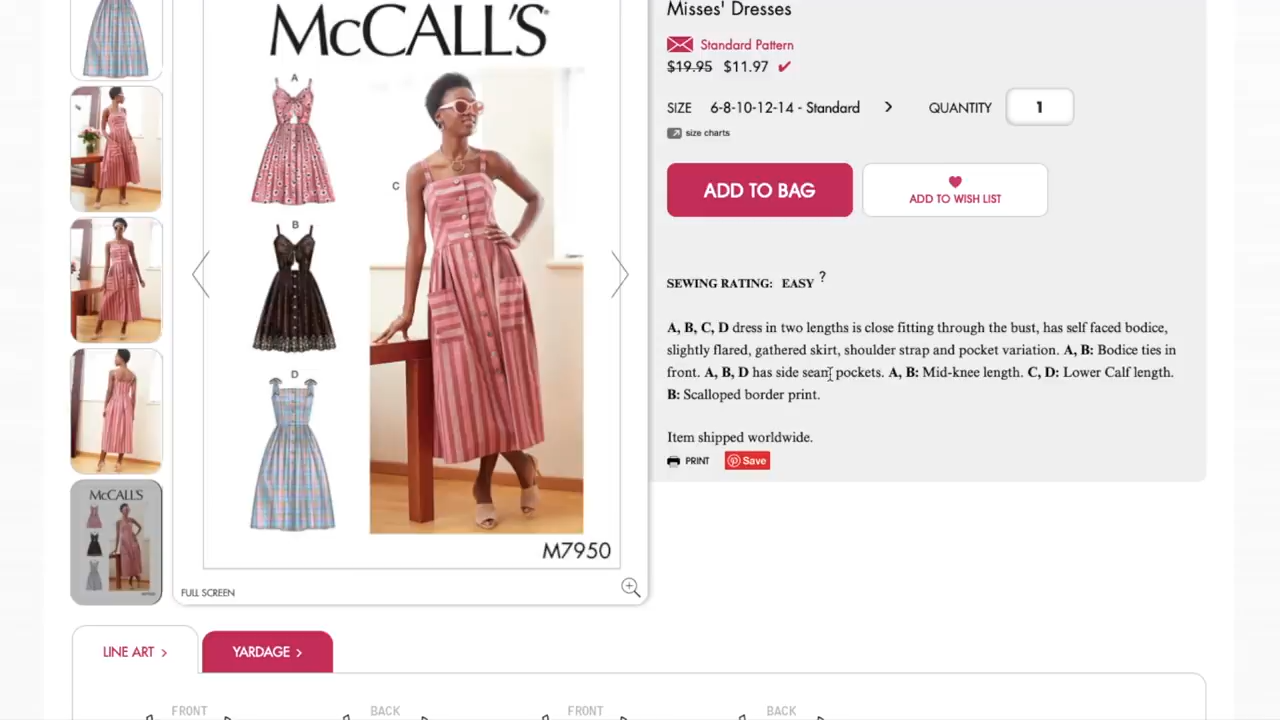 Misses' Dresses
Standard Pattern
$19.95 $11.97
SIZE 6-8-10-12-14 - Standard > QUANTITY 1
size charts
ADD TO BAG
ADD TO WISH LIST
SEWING RATING: EASY ?
A, B, C, D dress in two lengths is close fitting through the bust, has self faced bodice,
slightly flared, gathered skirt, shoulder strap and pocket variation. A, B: Bodice ties in
front. A, B, D has side seam pockets. A, B: Mid-knee length. C, D: Lower Calf length.
B: Scalloped border print.
Item shipped worldwide.
PRINT Save
McCALL'S
A
C
B
D
M7950
FULL SCREEN
McCALL'S
LINE ART >
YARDAGE >
FRONT BACK FRONT BACK